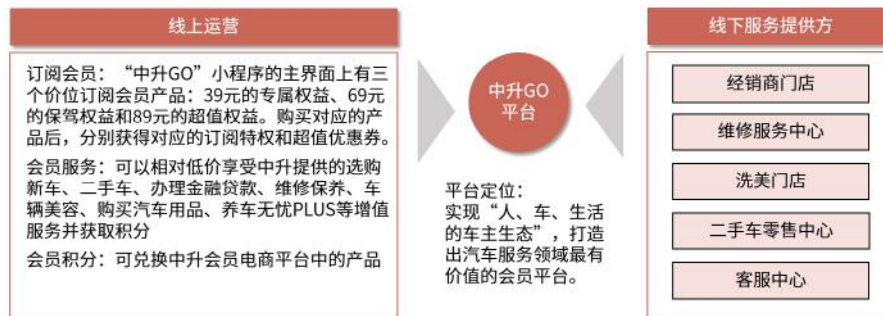 线上运营
订阅会员：“中升GO”小程序的主界面上有三
个价位订阅会员产品：39元的专属权益、69元
的保驾权益和89元的超值权益。购买对应的产
品后，分别获得对应的订阅特权和超值优惠券。
会员服务：可以相对低价享受中升提供的选购
新车、二手车、办理金融贷款、维修保养、车
辆美容、购买汽车用品、养车无忧PLUS等增值
服务并获取积分
会员积分：可兑换中升会员电商平台中的产品
中升GO
平台
平台定位：
实现“人、车、生活
的车主生态”，打造
出汽车服务领域最有
价值的会员平台。
线下服务提供方
经销商门店
维修服务中心
洗美门店
二手车零售中心
客服中心